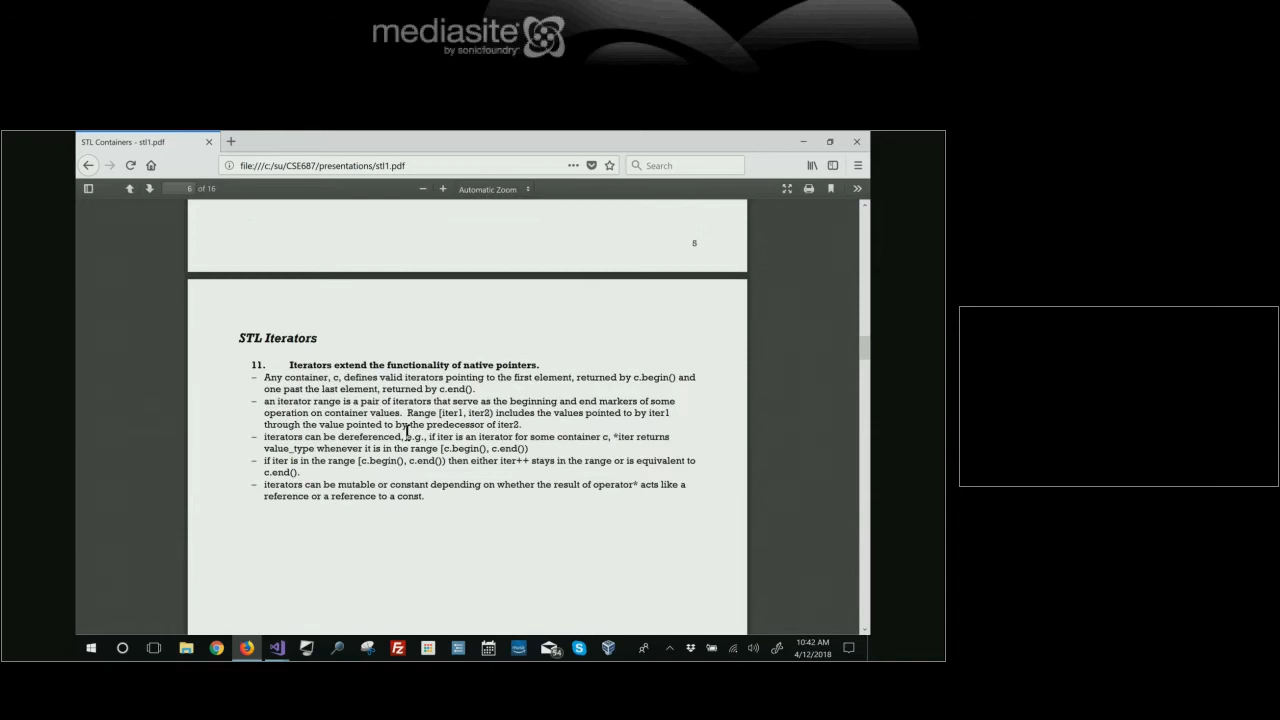 mediasite
by sonicfoundry
STL Containers - stl1.pdf
file:///c:/su/CSE687/presentations/stl1.pdf
Search
6 of 16
Automatic Zoom
5
STL Iterators
11. Iterators extend the functionality of native pointers.
– Any container, c, defines valid iterators pointing to the first element, returned by c.begin() and
one past the last element, returned by c.end().
– an iterator range is a pair of iterators that serve as the beginning and end markers of some
operation on container values. Range [iter1, iter2) includes the values pointed to by iter1
through the value pointed to by the predecessor of iter2.
– iterators can be dereferenced, e.g., if iter is an iterator for some container c, *iter returns
value_type whenever it is in the range [c.begin(), c.end())
– if iter is in the range [c.begin(), c.end()) then either iter++ stays in the range or is equivalent to
c.end().
– iterators can be mutable or constant depending on whether the result of operator* acts like a
reference or a reference to a const.
54
10:42 AM
4/12/2018